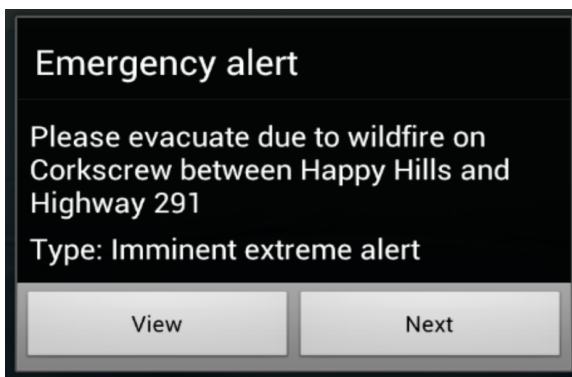 Emergency alert
Please evacuate due to wildfire on
Corkscrew between Happy Hills and
Highway 291
Type: Imminent extreme alert
View
Next